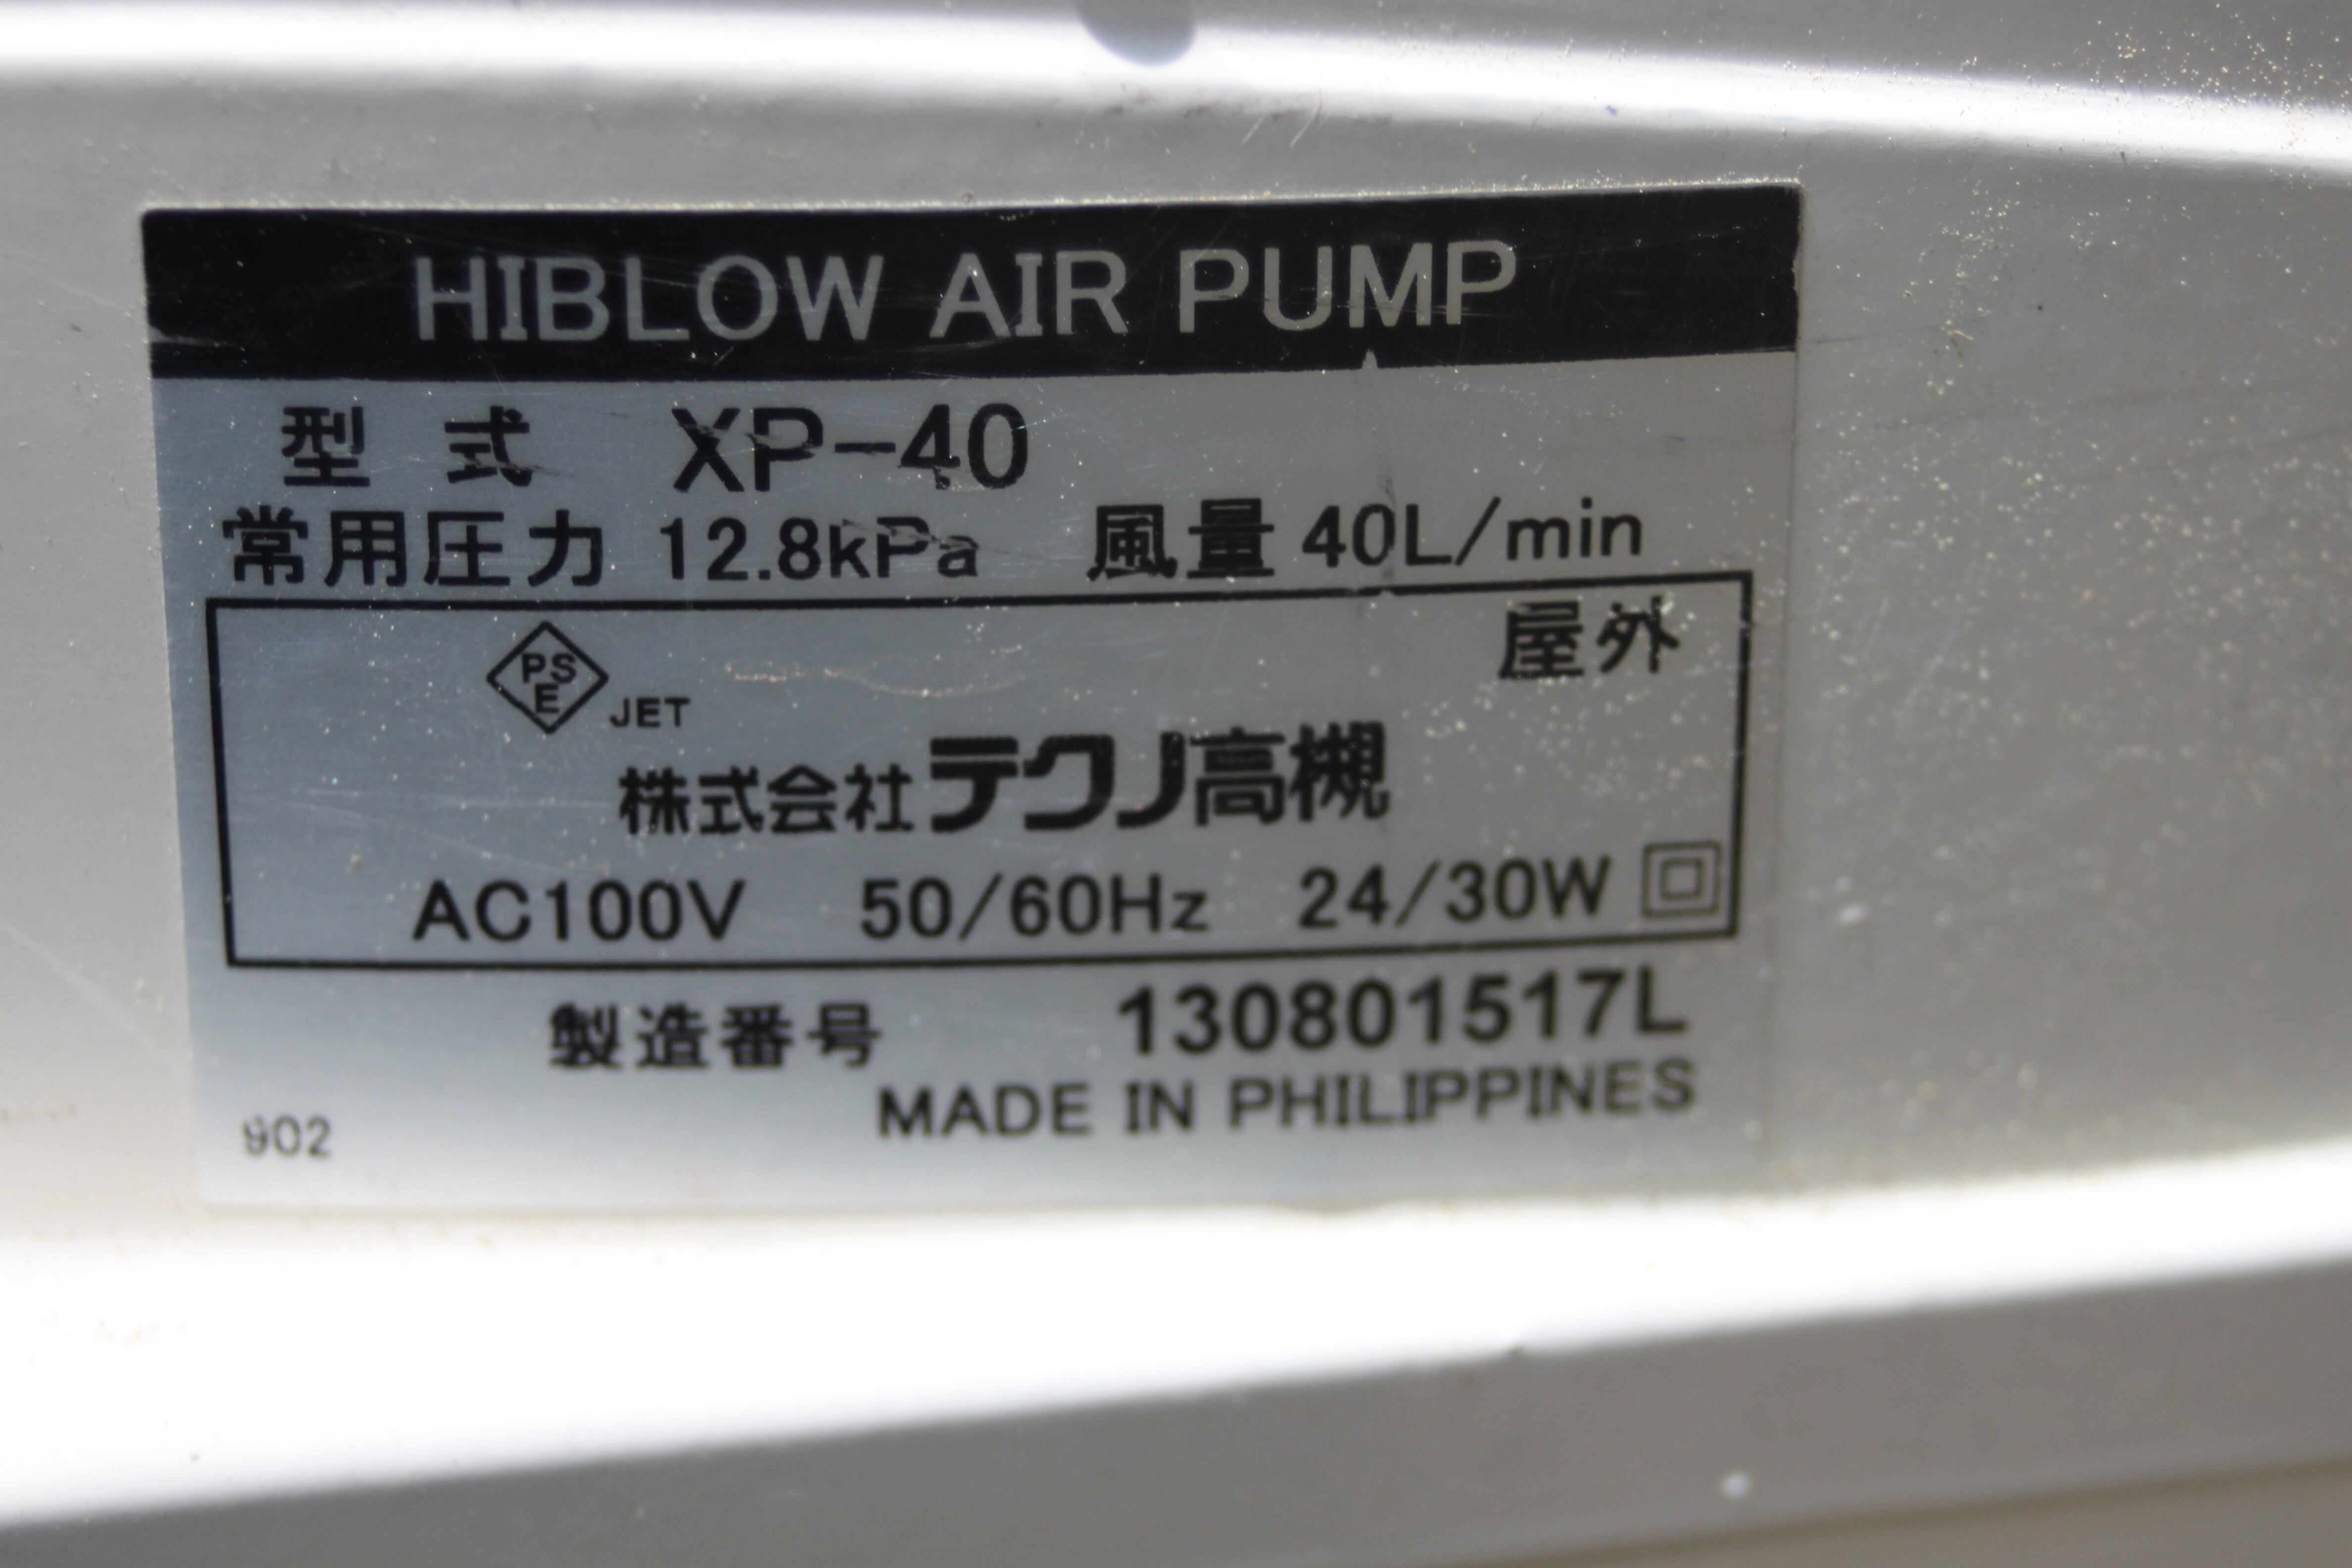 HIBLOW AIR PUMP
型式 XP-40
常用圧力 12.8kPa 風量 40L/min
屋外
PSE JET
株式会社テクノ高槻
AC100V 50/60Hz 24/30W
製造番号 130801517L
MADE IN PHILIPPINES
902